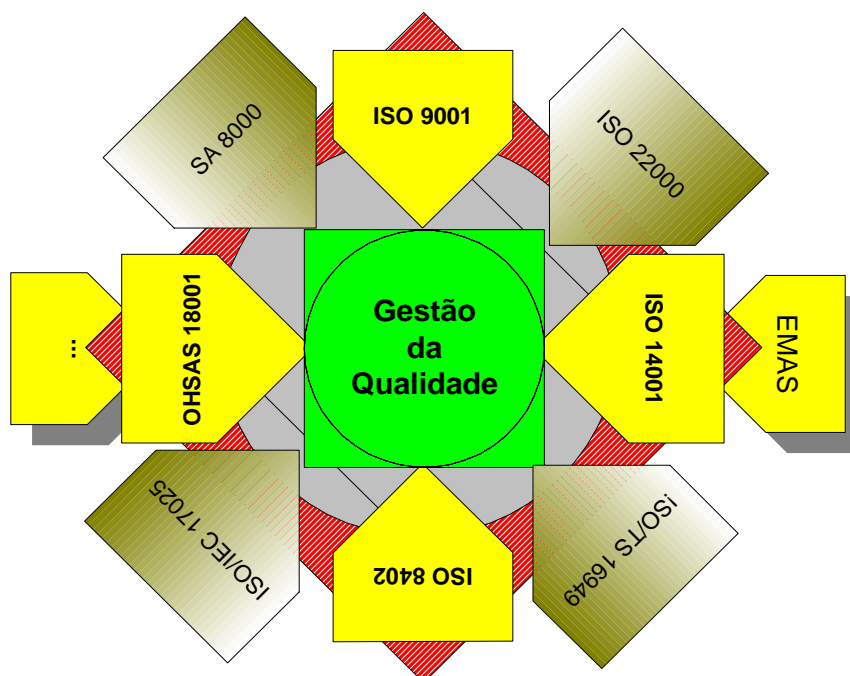 ISO 9001
SA 8000
ISO 22000
Gestão
da
Qualidade
...
OHSAS 18001
ISO 14001
EMAS
ISO/IEC 17025
ISO 8402
iSO/TS 16949